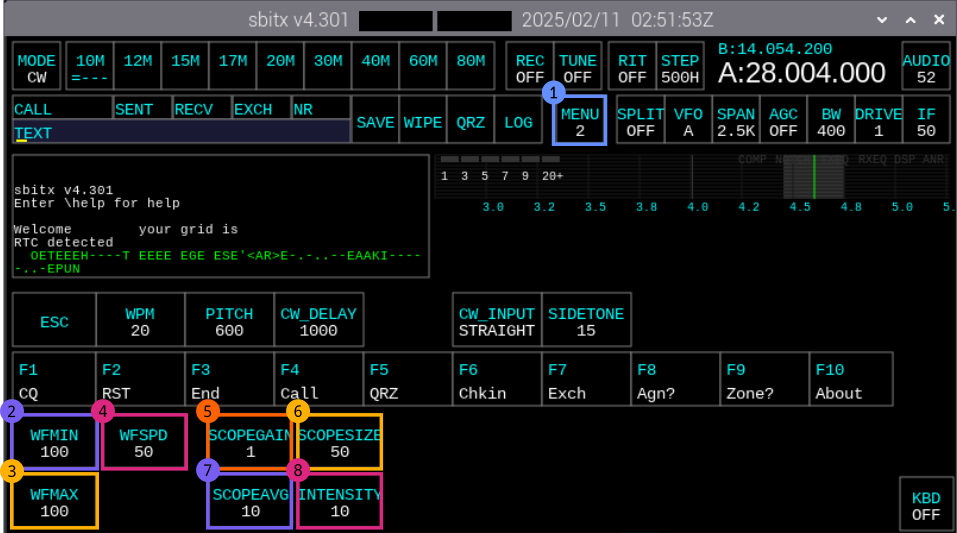 sbitx v4.301 2025/02/11 02:51:53Z
MODE 10M 12M 15M 17M 20M 30M 40M 60M 80M REC TUNE RIT STEP B:14.054.200 AUDIO
CW =--- OFF OFF OFF 500H A:28.004.000 52
1
CALL SENT RECV EXCH NR SAVE WIPE QRZ LOG MENU SPLIT VFO SPAN AGC BW DRIVE IF
TEXT 2 OFF A 2.5K OFF 400 1 50
COMP RXEQ DSP ANR
1 3 5 7 9 20+
sbitx v4.301
Enter \help for help
3.0 3.2 3.5 3.8 4.0 4.2 4.5 4.8 5.0 5.
Welcome your grid is
RTC detected
OETEEEH----T EEEE EGE ESE'<AR>E-.-..--EAAKI----
-...-EPUN
ESC WPM PITCH CW_DELAY CW_INPUT SIDETONE
20 600 1000 STRAIGHT 15
F1 F2 F3 F4 F5 F6 F7 F8 F9 F10
CQ RST End Call QRZ Chkin Exch Agn? Zone? About
2 4 5 6
WFMIN WFSPD SCOPEGAIN SCOPESIZE
100 50 1 50
3 7 8
WFMAX SCOPEAVG INTENSITY KBD
100 10 10 OFF